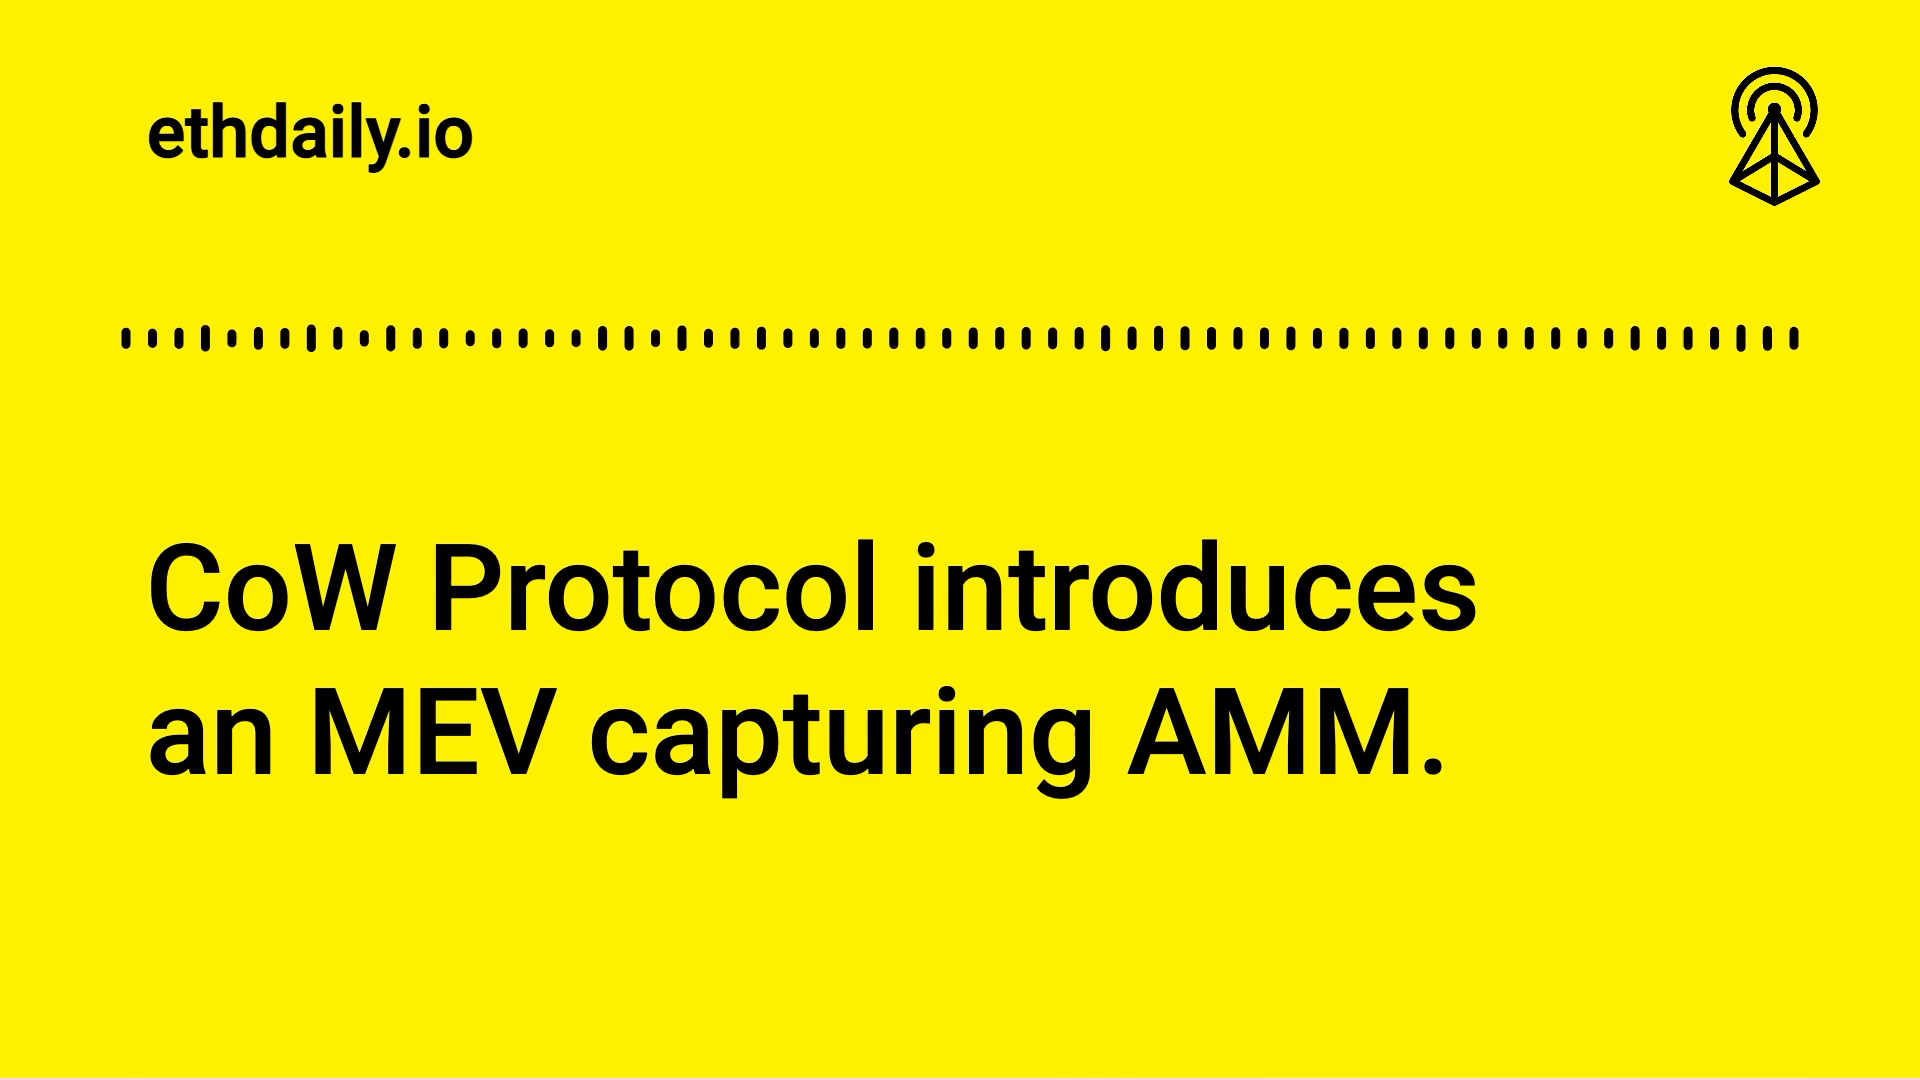 ethdaily.io
CoW Protocol introduces
an MEV capturing AMM.